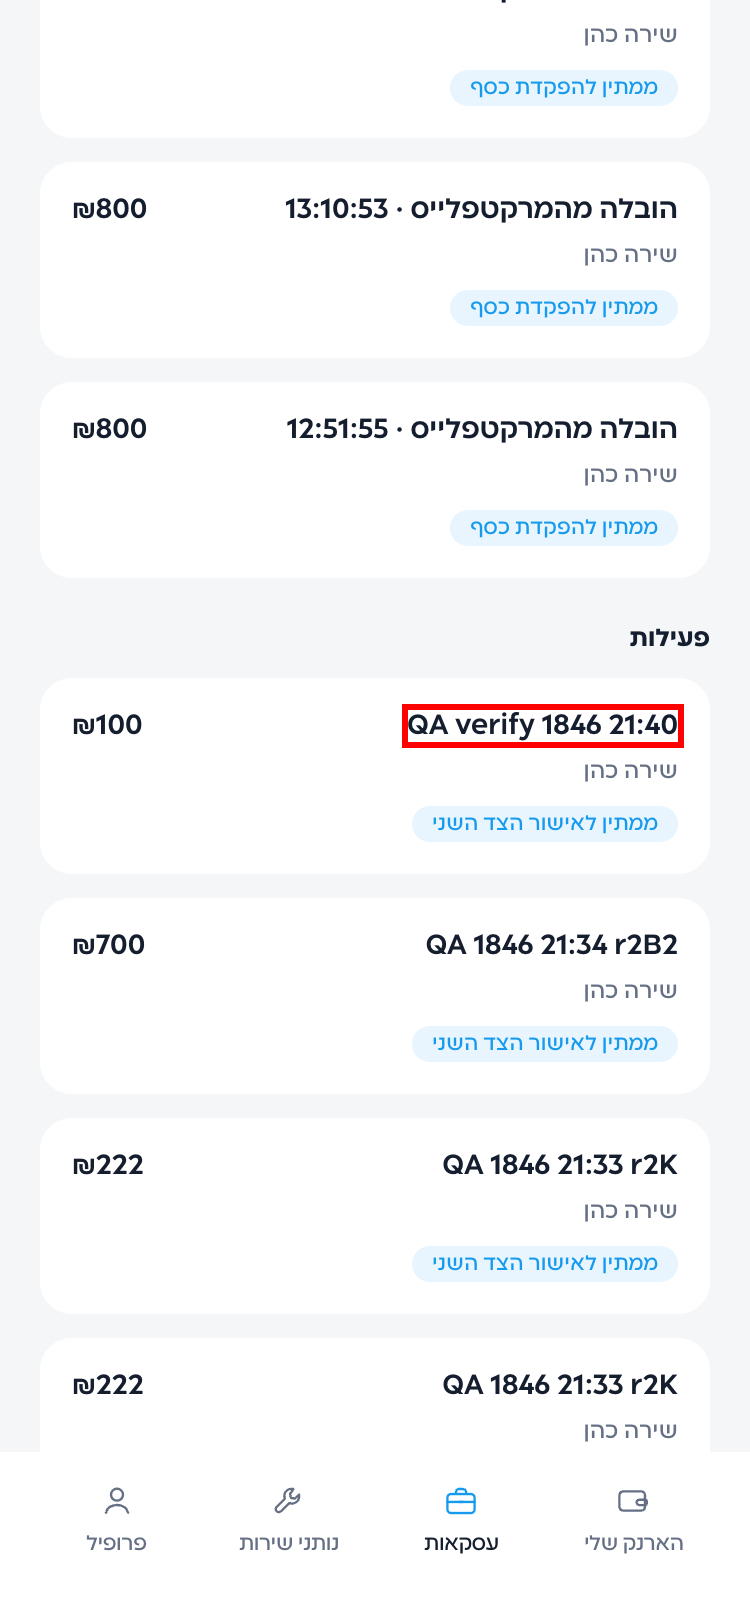 שירה כהן
ממתין להפקדת כסף
הובלה מהמרקטפלייס · 13:10:53
₪800
שירה כהן
ממתין להפקדת כסף
הובלה מהמרקטפלייס · 12:51:55
₪800
שירה כהן
ממתין להפקדת כסף
פעילות
QA verify 1846 21:40
₪100
שירה כהן
ממתין לאישור הצד השני
QA 1846 21:34 r2B2
₪700
שירה כהן
ממתין לאישור הצד השני
QA 1846 21:33 r2K
₪222
שירה כהן
ממתין לאישור הצד השני
QA 1846 21:33 r2K
₪222
שירה כהן
הארנק שלי
עסקאות
נותני שירות
פרופיל